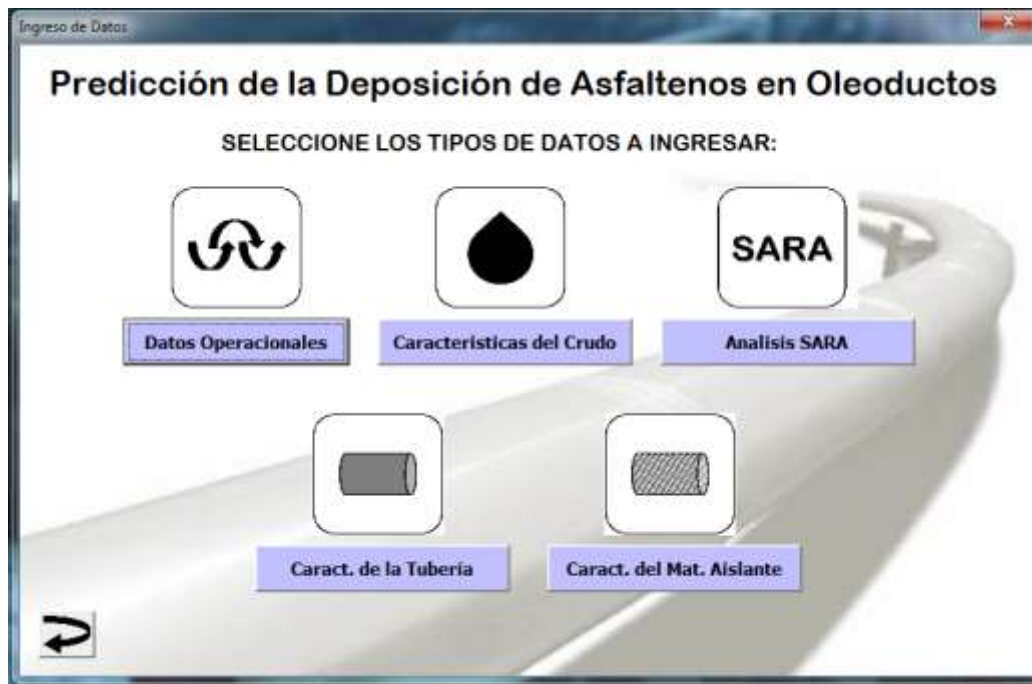 Ingreso de Datos
Predicción de la Deposición de Asfaltenos en Oleoductos
SELECCIONE LOS TIPOS DE DATOS A INGRESAR:
SARA
Datos Operacionales
Caracteristicas del Crudo
Analisis SARA
Caract. de la Tubería
Caract. del Mat. Aislante